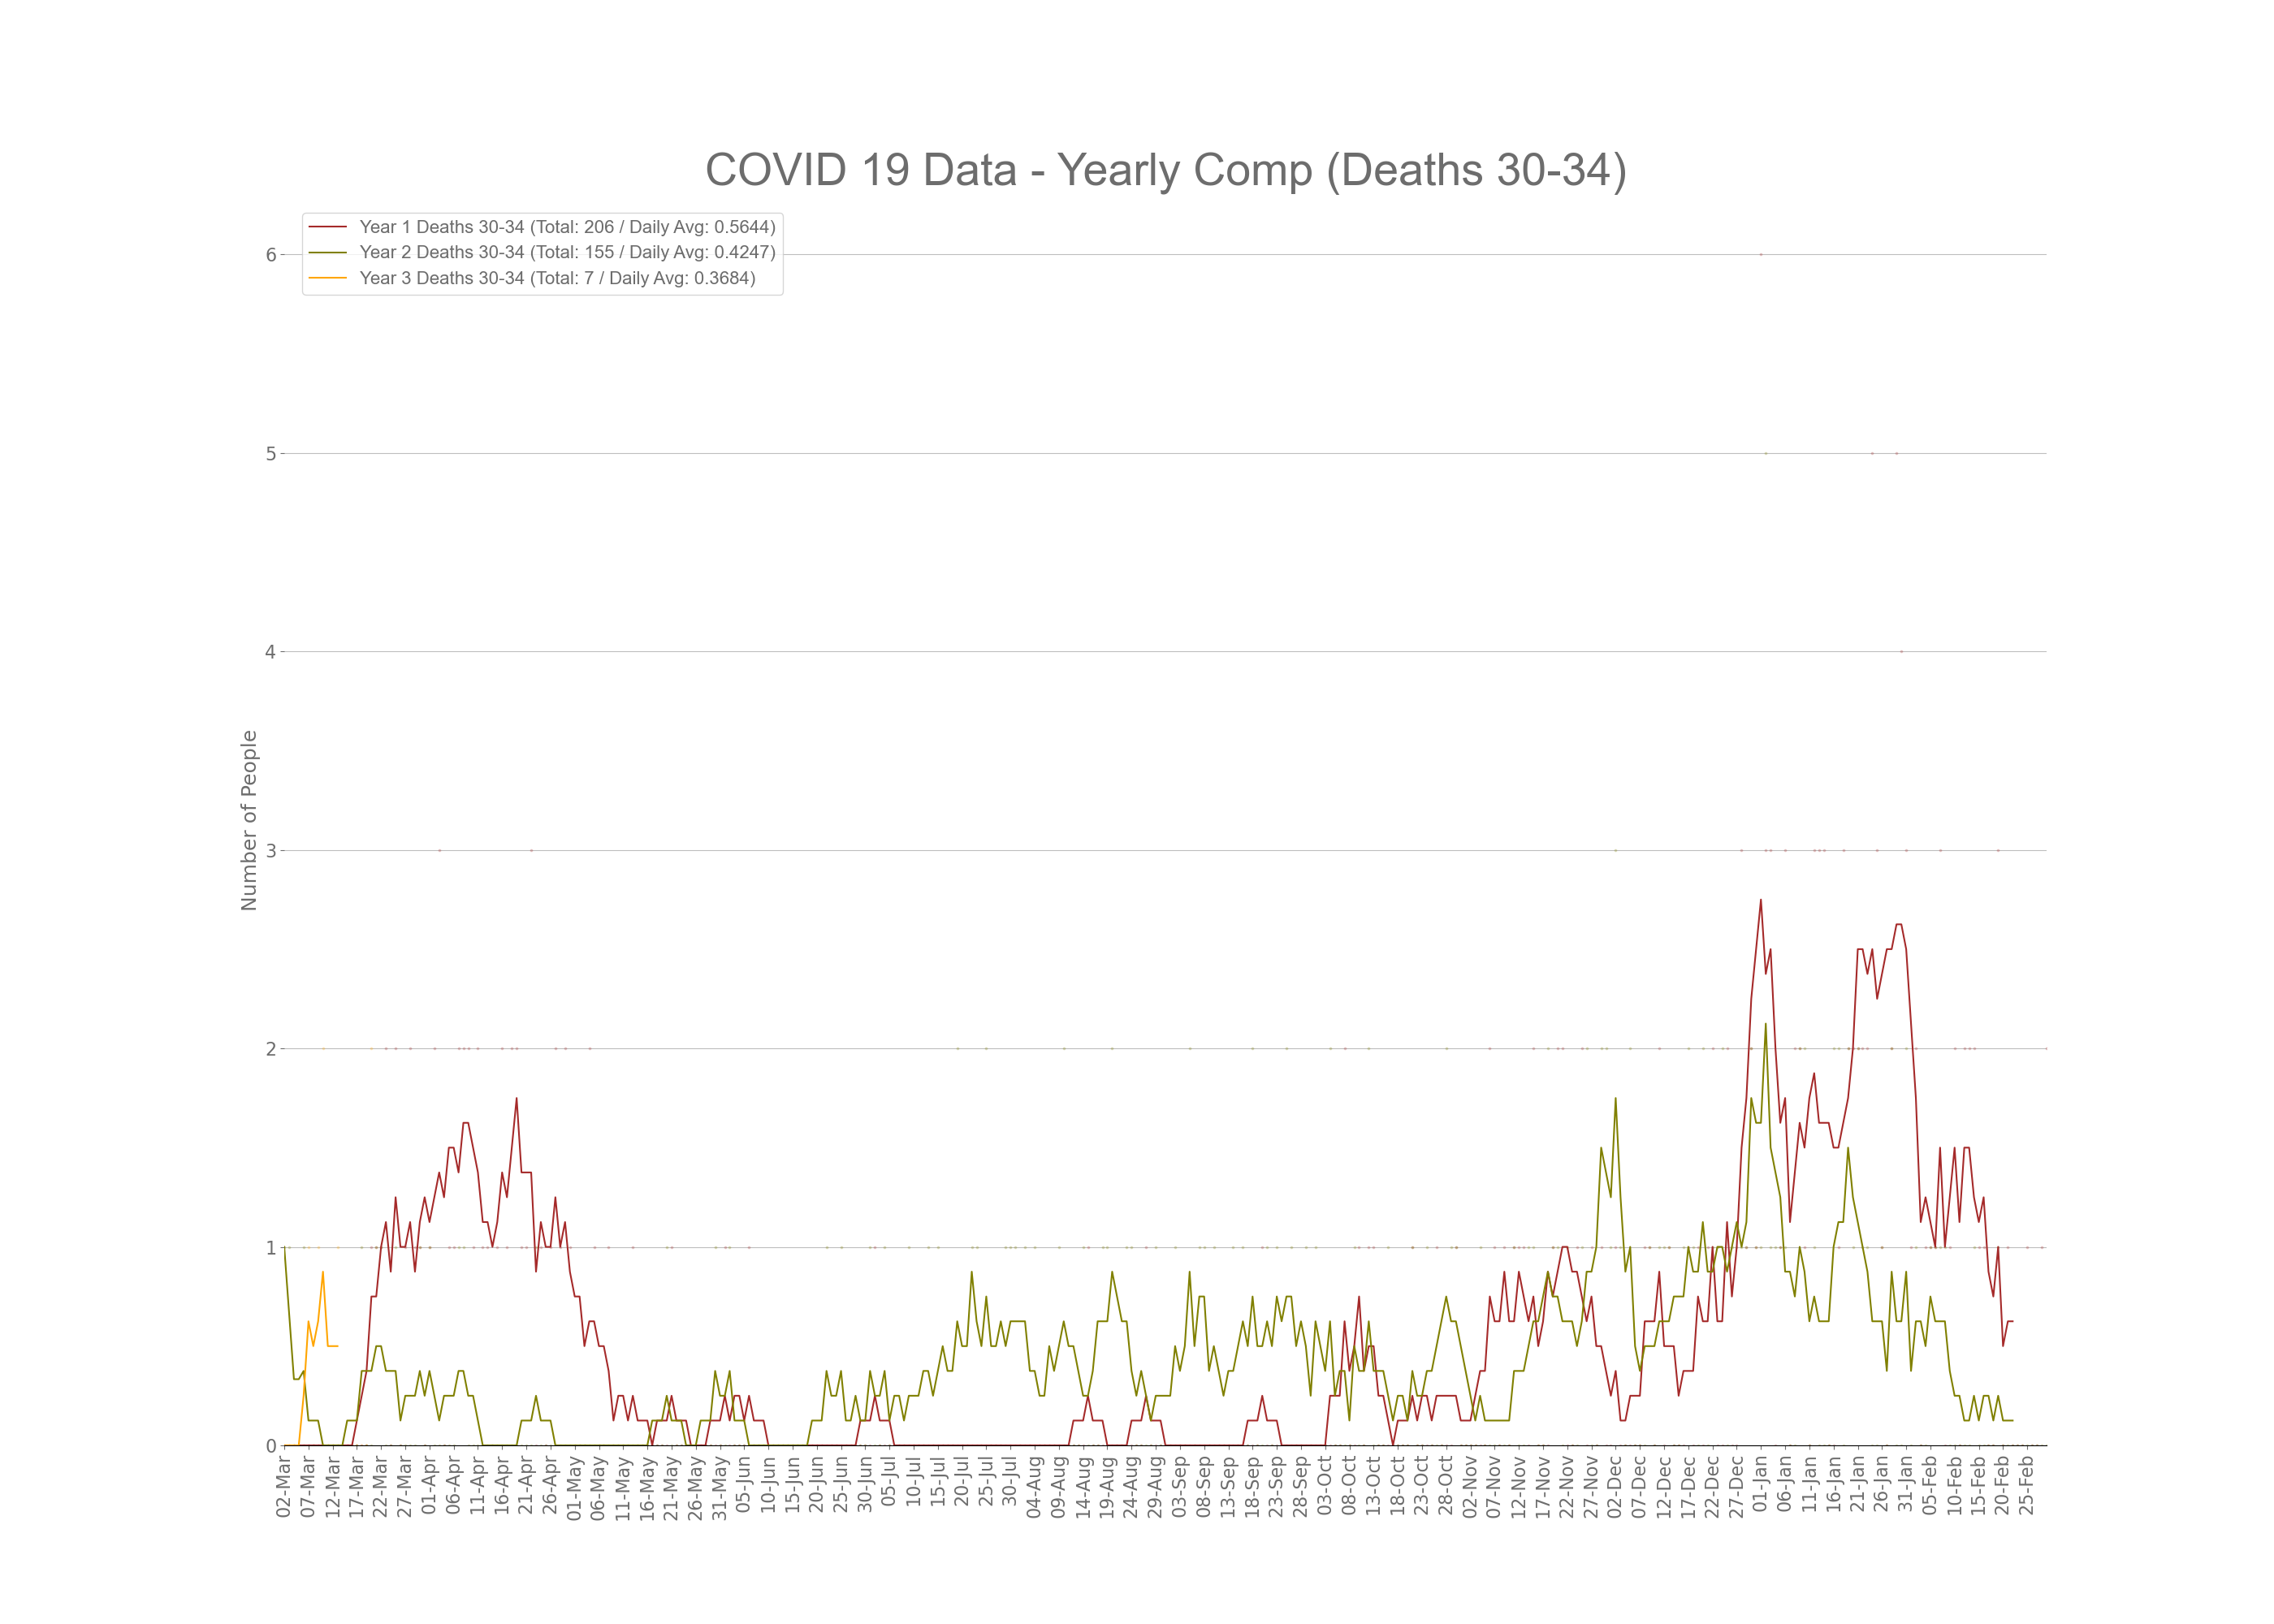 COVID 19 Data - Yearly Comp (Deaths 30-34)
Year 1 Deaths 30-34 (Total: 206 / Daily Avg: 0.5644)
Year 2 Deaths 30-34 (Total: 155 / Daily Avg: 0.4247)
Year 3 Deaths 30-34 (Total: 7 / Daily Avg: 0.3684)
Number of People
6
5
4
3
2
1
0
02-Mar
07-Mar
12-Mar
17-Mar
22-Mar
27-Mar
01-Apr
06-Apr
11-Apr
16-Apr
21-Apr
26-Apr
01-May
06-May
11-May
16-May
21-May
26-May
31-May
05-Jun
10-Jun
15-Jun
20-Jun
25-Jun
30-Jun
05-Jul
10-Jul
15-Jul
20-Jul
25-Jul
30-Jul
04-Aug
09-Aug
14-Aug
19-Aug
24-Aug
29-Aug
03-Sep
08-Sep
13-Sep
18-Sep
23-Sep
28-Sep
03-Oct
08-Oct
13-Oct
18-Oct
23-Oct
28-Oct
02-Nov
07-Nov
12-Nov
17-Nov
22-Nov
27-Nov
02-Dec
07-Dec
12-Dec
17-Dec
22-Dec
27-Dec
01-Jan
06-Jan
11-Jan
16-Jan
21-Jan
26-Jan
31-Jan
05-Feb
10-Feb
15-Feb
20-Feb
25-Feb